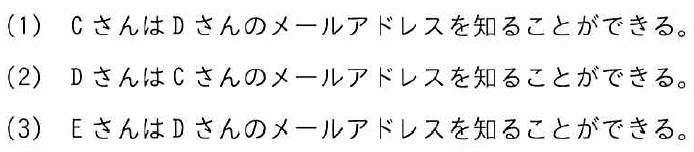 (1) CさんはDさんのメールアドレスを知ることができる。
(2) DさんはCさんのメールアドレスを知ることができる。
(3) EさんはDさんのメールアドレスを知ることができる。